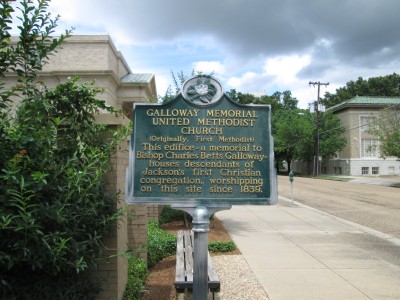 GALLOWAY MEMORIAL
UNITED METHODIST
CHURCH
(Originally, First Methodist)
This edifice-a memorial to
Bishop Charles Betts Galloway-
houses descendants of
Jackson's first Christian
congregation, worshipping
on this site since 1839.